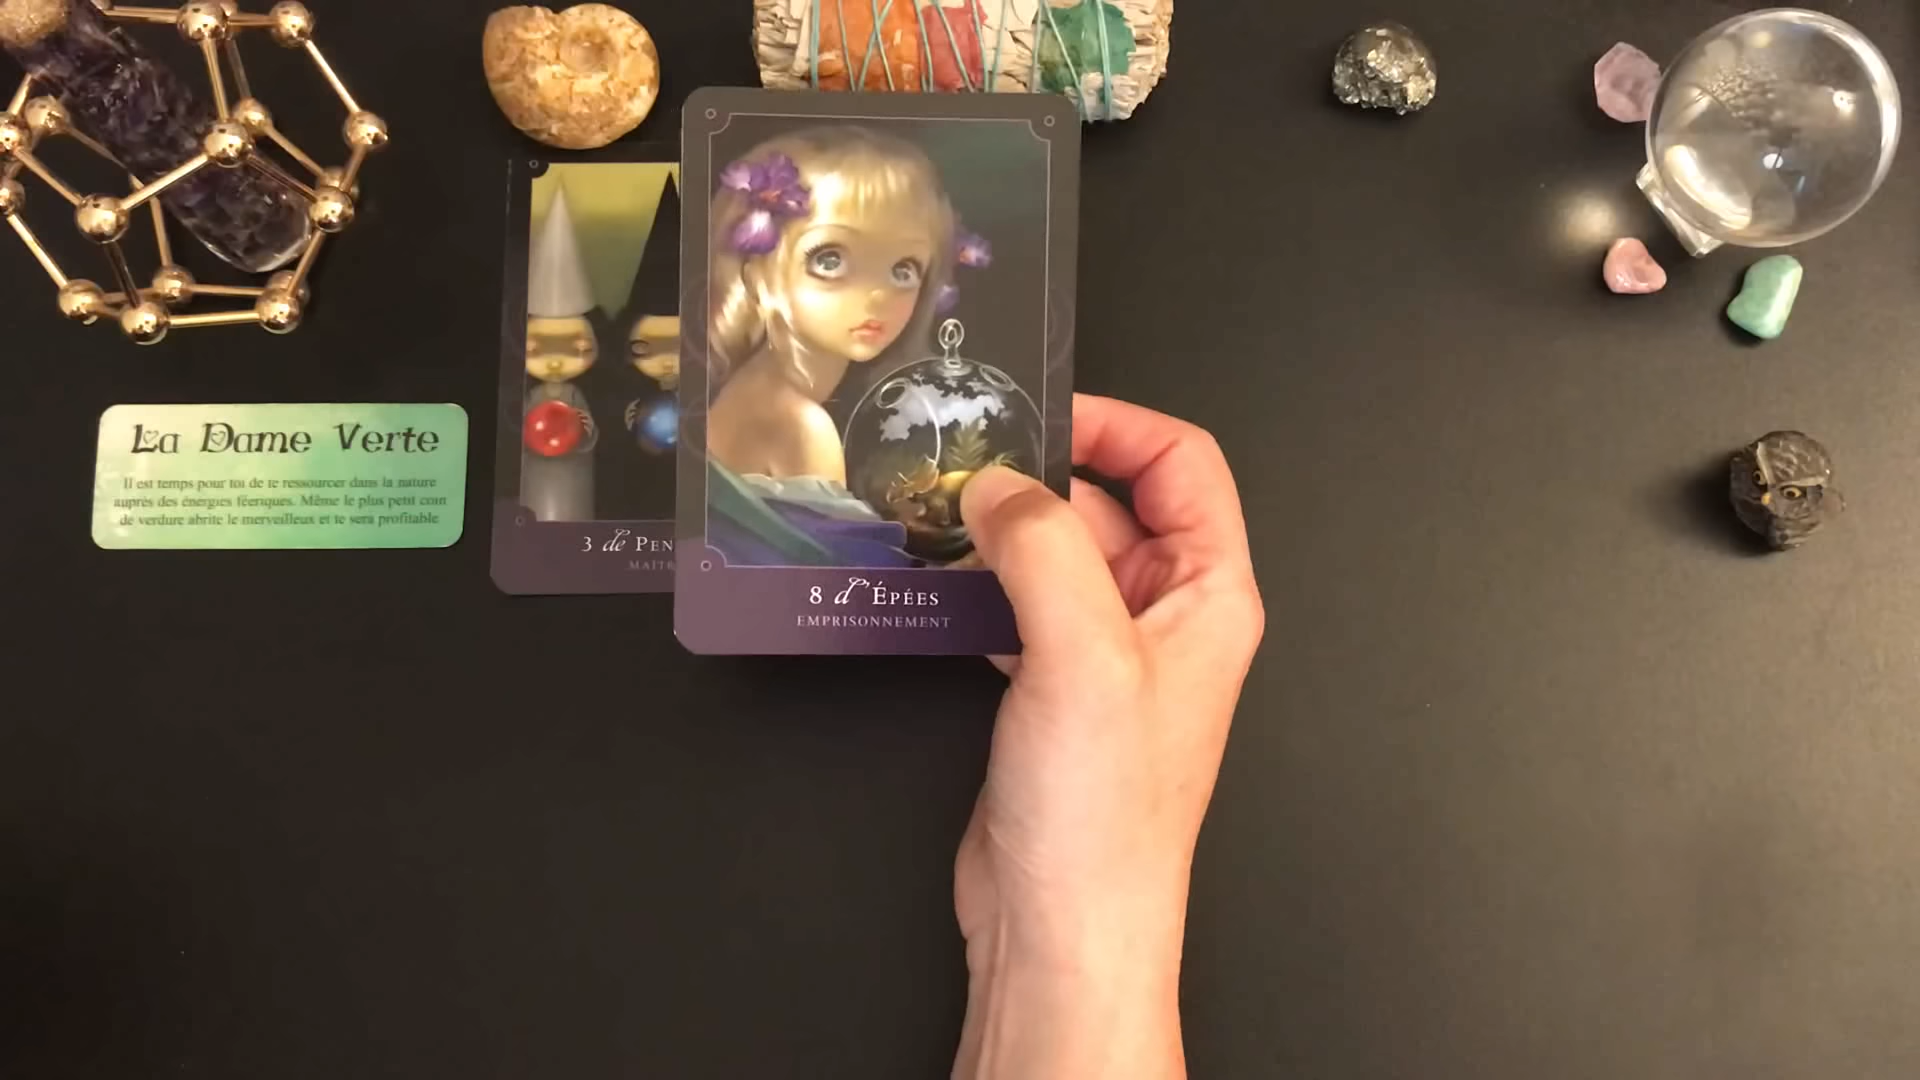 La Dame Verte
Il est temps pour toi de te ressourcer dans la nature
auprès des énergies féeriques. Même le plus petit coin
de verdure abrite le merveilleux et te sera profitable
3 de PEN
MAÎTR
8 d'ÉPÉES
EMPRISONNEMENT